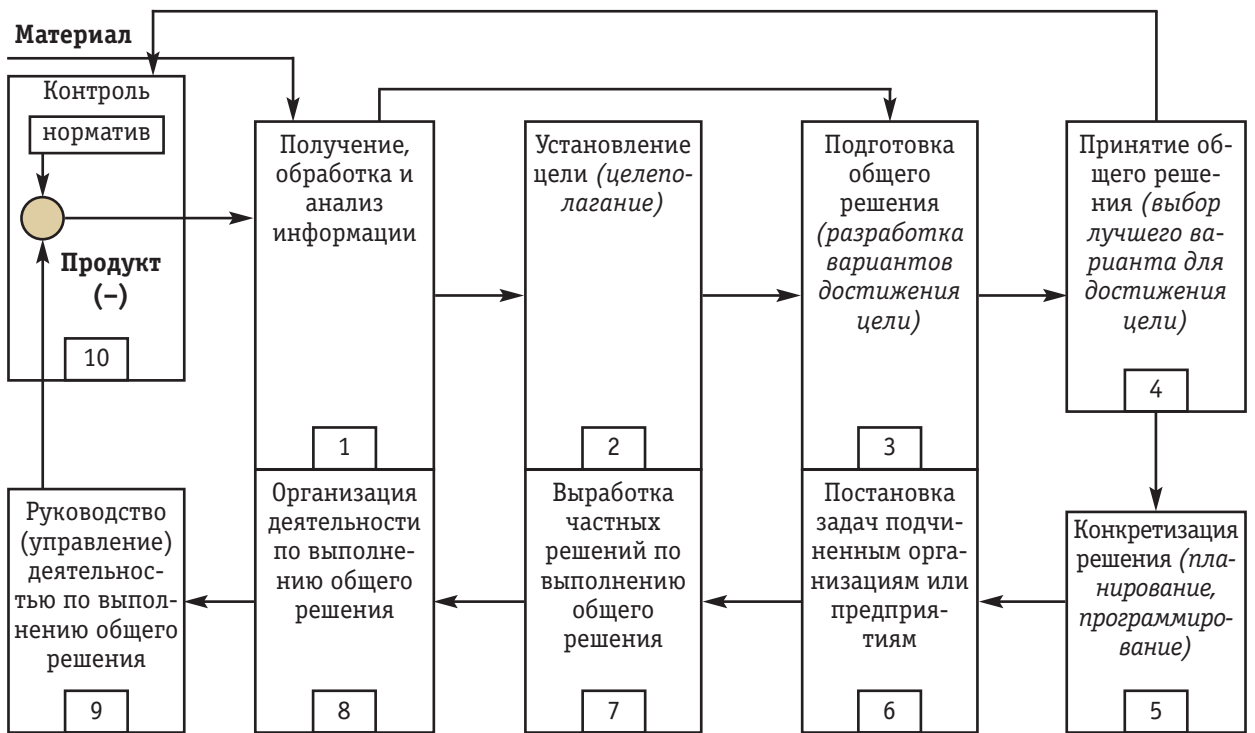 Материал
Контроль
норматив
Продукт
(–)
10
Получение,
обработка и
анализ
информации
1
Установление
цели (целепо-
лагание)
2
Подготовка
общего
решения
(разработка
вариантов
достижения
цели)
3
Принятие об-
щего реше-
ния (выбор
лучшего ва-
рианта для
достижения
цели)
4
Руководство
(управление)
деятельнос-
тью по выпол-
нению общего
решения
9
Организация
деятельности
по выполне-
нию общего
решения
8
Выработка
частных
решений по
выполнению
общего
решения
7
Постановка
задач подчи-
ненным орга-
низациям или
предприя-
тиям
6
Конкретизация
решения (пла-
нирование,
программиро-
вание)
5